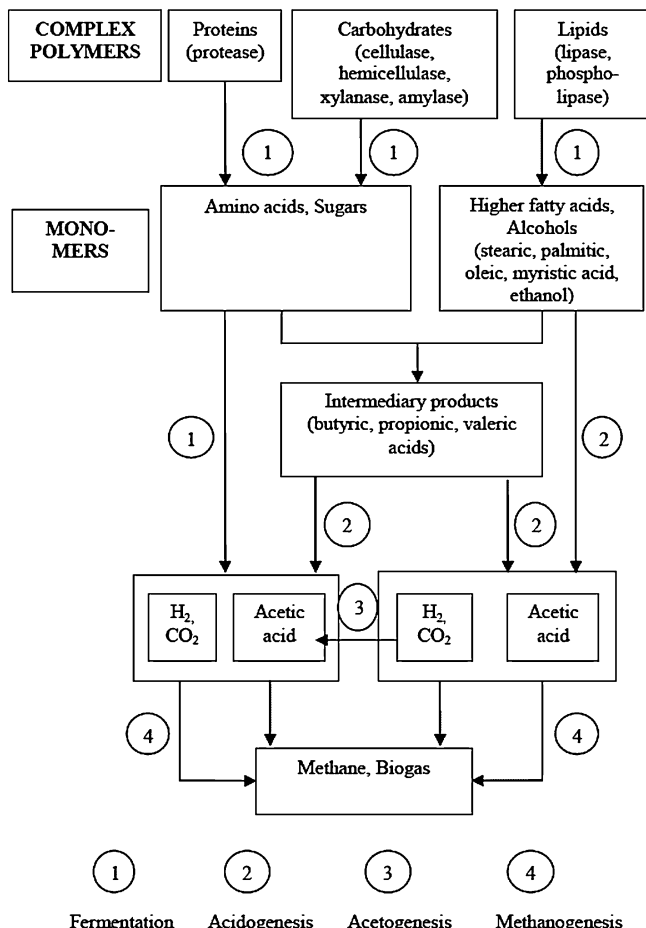 COMPLEX
POLYMERS
Proteins
(protease)
Carbohydrates
(cellulase,
hemicellulase,
xylanase, amylase)
Lipids
(lipase,
phospho-
lipase)
1
1
1
MONO-
MERS
Amino acids, Sugars
Higher fatty acids,
Alcohols
(stearic, palmitic,
oleic, myristic acid,
ethanol)
Intermediary products
(butyric, propionic, valeric
acids)
1
2
2
2
H₂,
CO₂
Acetic
acid
3
H₂,
CO₂
Acetic
acid
4
4
Methane, Biogas
1
2
3
4
Fermentation Acidogenesis Acetogenesis Methanogenesis